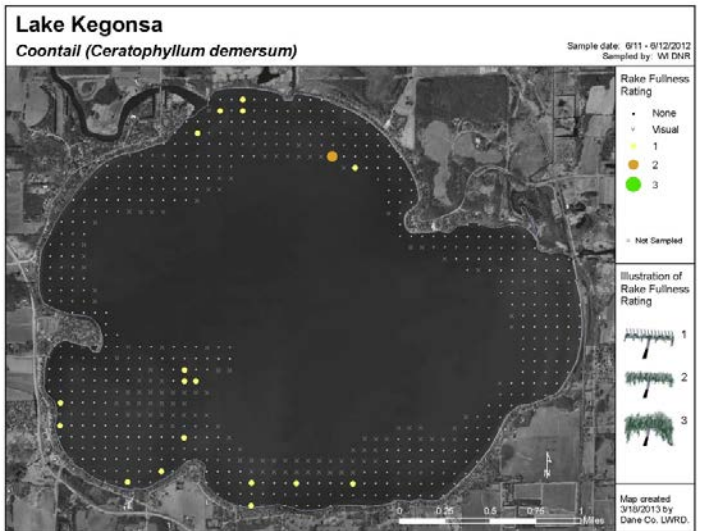 Lake Kegonsa
Coontail (Ceratophyllum demersum)
Sample date: 6/11 - 6/12/2012
Sampled by: WI DNR
Rake Fullness
Rating
None
Visual
1
2
3
Not Sampled
Illustration of
Rake Fullness
Rating
1
2
3
N
0 0.25 0.5 0.75 1
Miles
Map created
3/18/2013 by
Dane Co. LWRD.